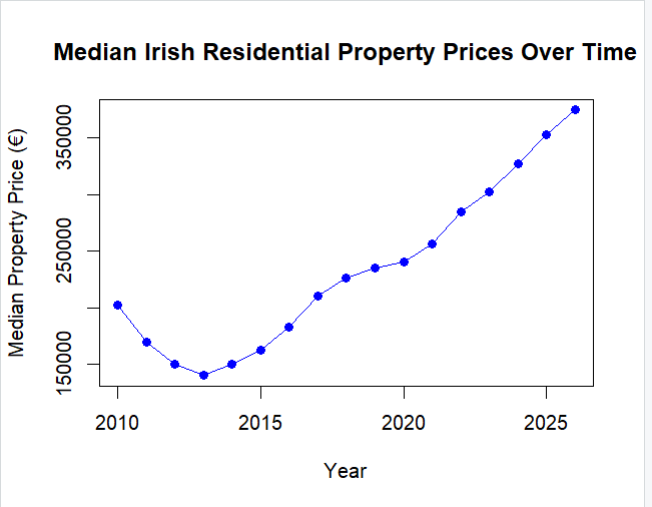 Median Irish Residential Property Prices Over Time
Median Property Price (€)
350000
250000
150000
2010 2015 2020 2025
Year